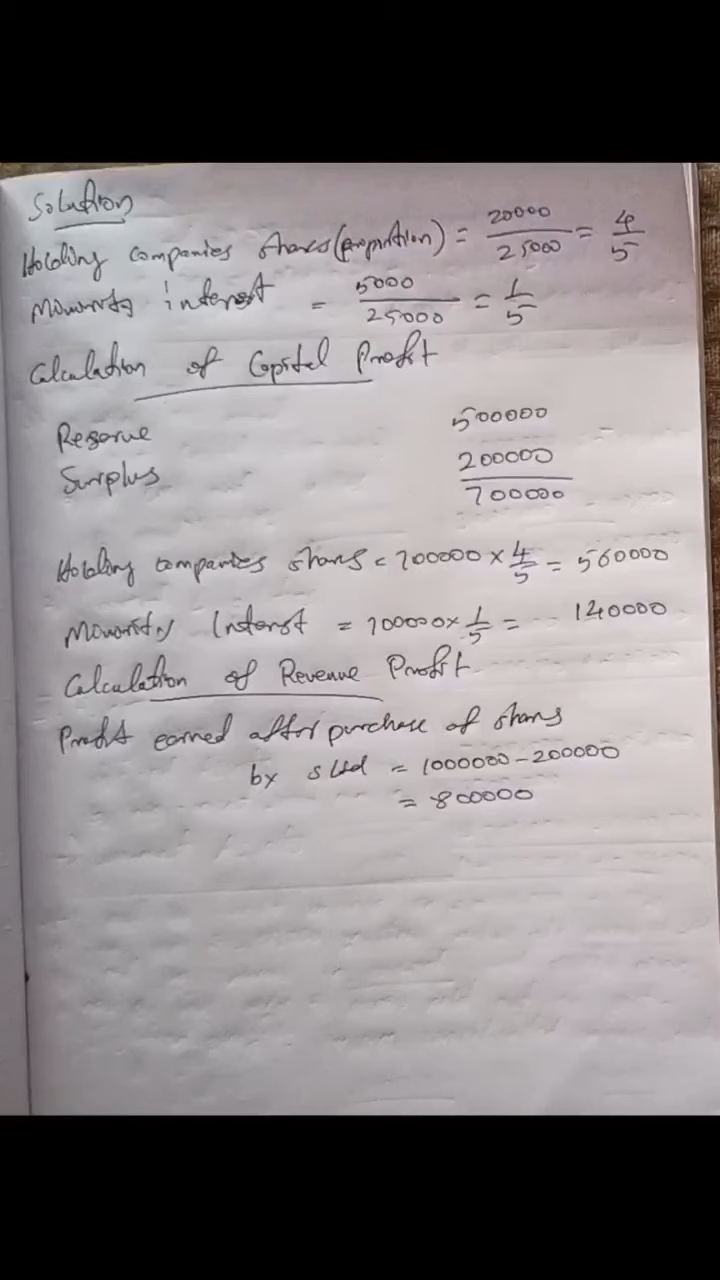 Solution
Holding companies shares (proportion) = 20000/25000 = 4/5
Minority interest = 5000/25000 = 1/5
Calculation of Capital Profit
Reserve 500000
Surplus 200000
700000
Holding companies shares = 700000 × 4/5 = 560000
Minority Interest = 700000 × 1/5 = 140000
Calculation of Revenue Profit
Profit earned after purchase of shares
by S Ltd = 1000000 - 200000
= 800000